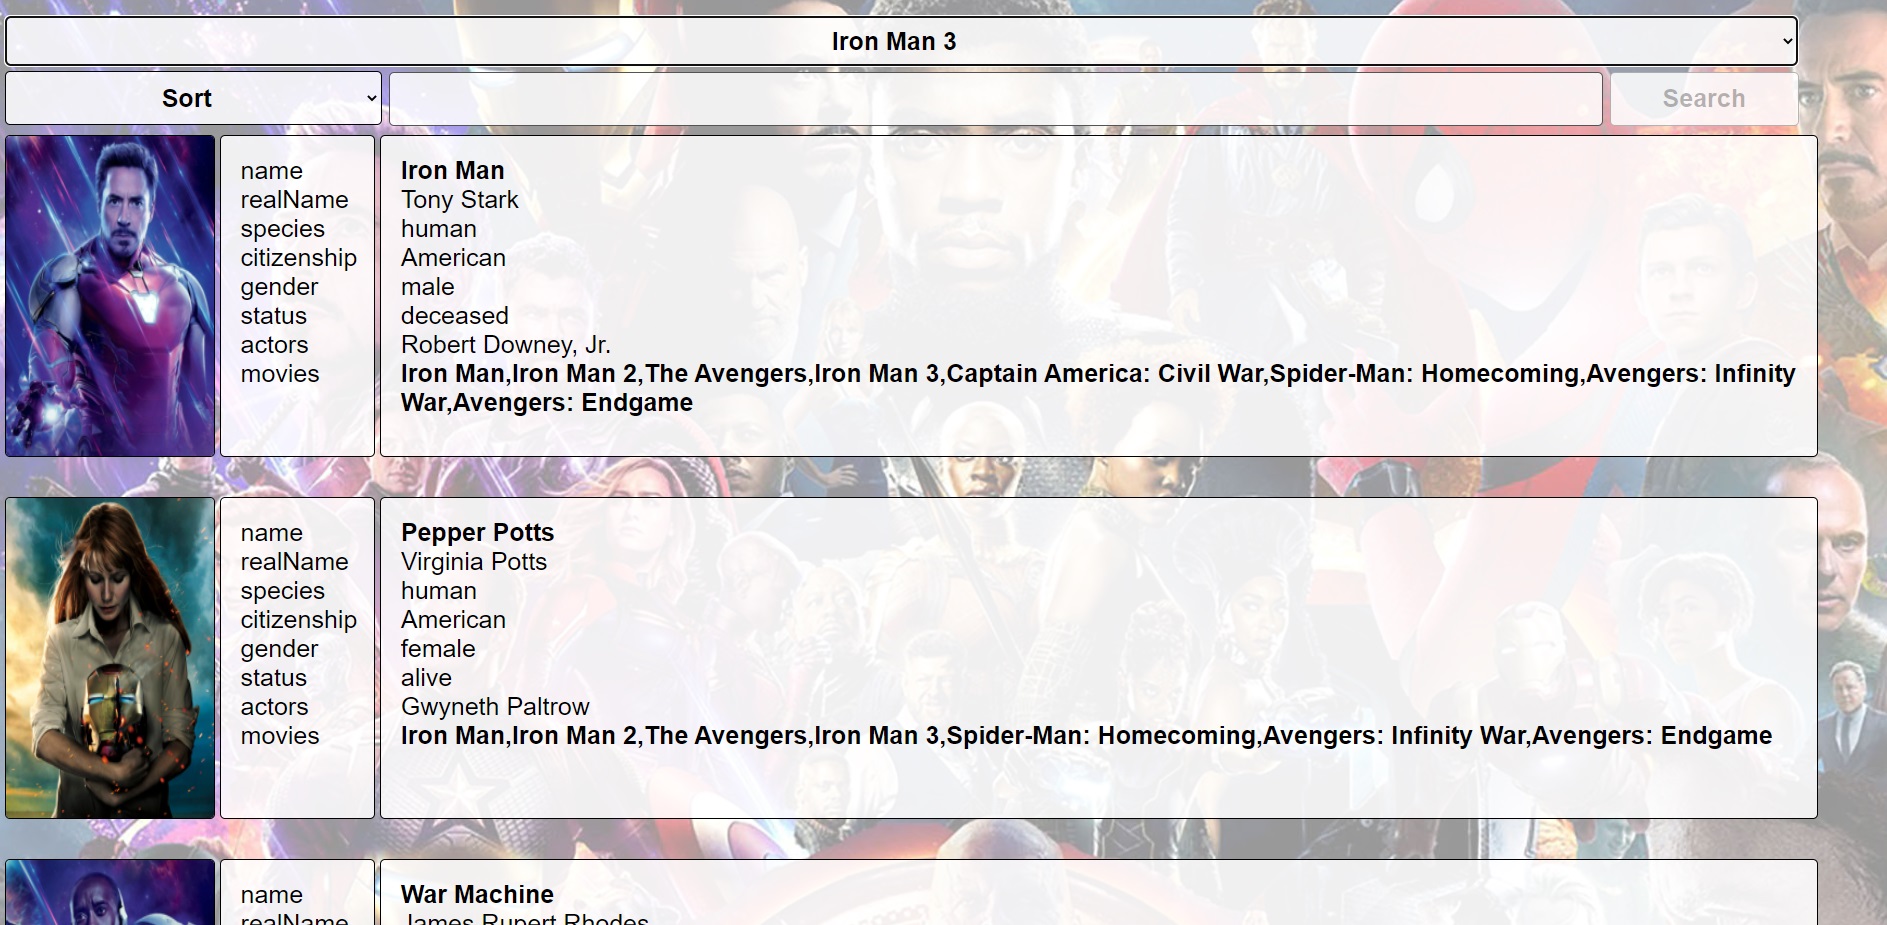 Iron Man 3
Sort
Search
name
Iron Man
realName
Tony Stark
species
human
citizenship
American
gender
male
status
deceased
actors
Robert Downey, Jr.
movies
Iron Man,Iron Man 2,The Avengers,Iron Man 3,Captain America: Civil War,Spider-Man: Homecoming,Avengers: Infinity
War,Avengers: Endgame
name
Pepper Potts
realName
Virginia Potts
species
human
citizenship
American
gender
female
status
alive
actors
Gwyneth Paltrow
movies
Iron Man,Iron Man 2,The Avengers,Iron Man 3,Spider-Man: Homecoming,Avengers: Infinity War,Avengers: Endgame
name
War Machine
realName
James Rupert Rhodes